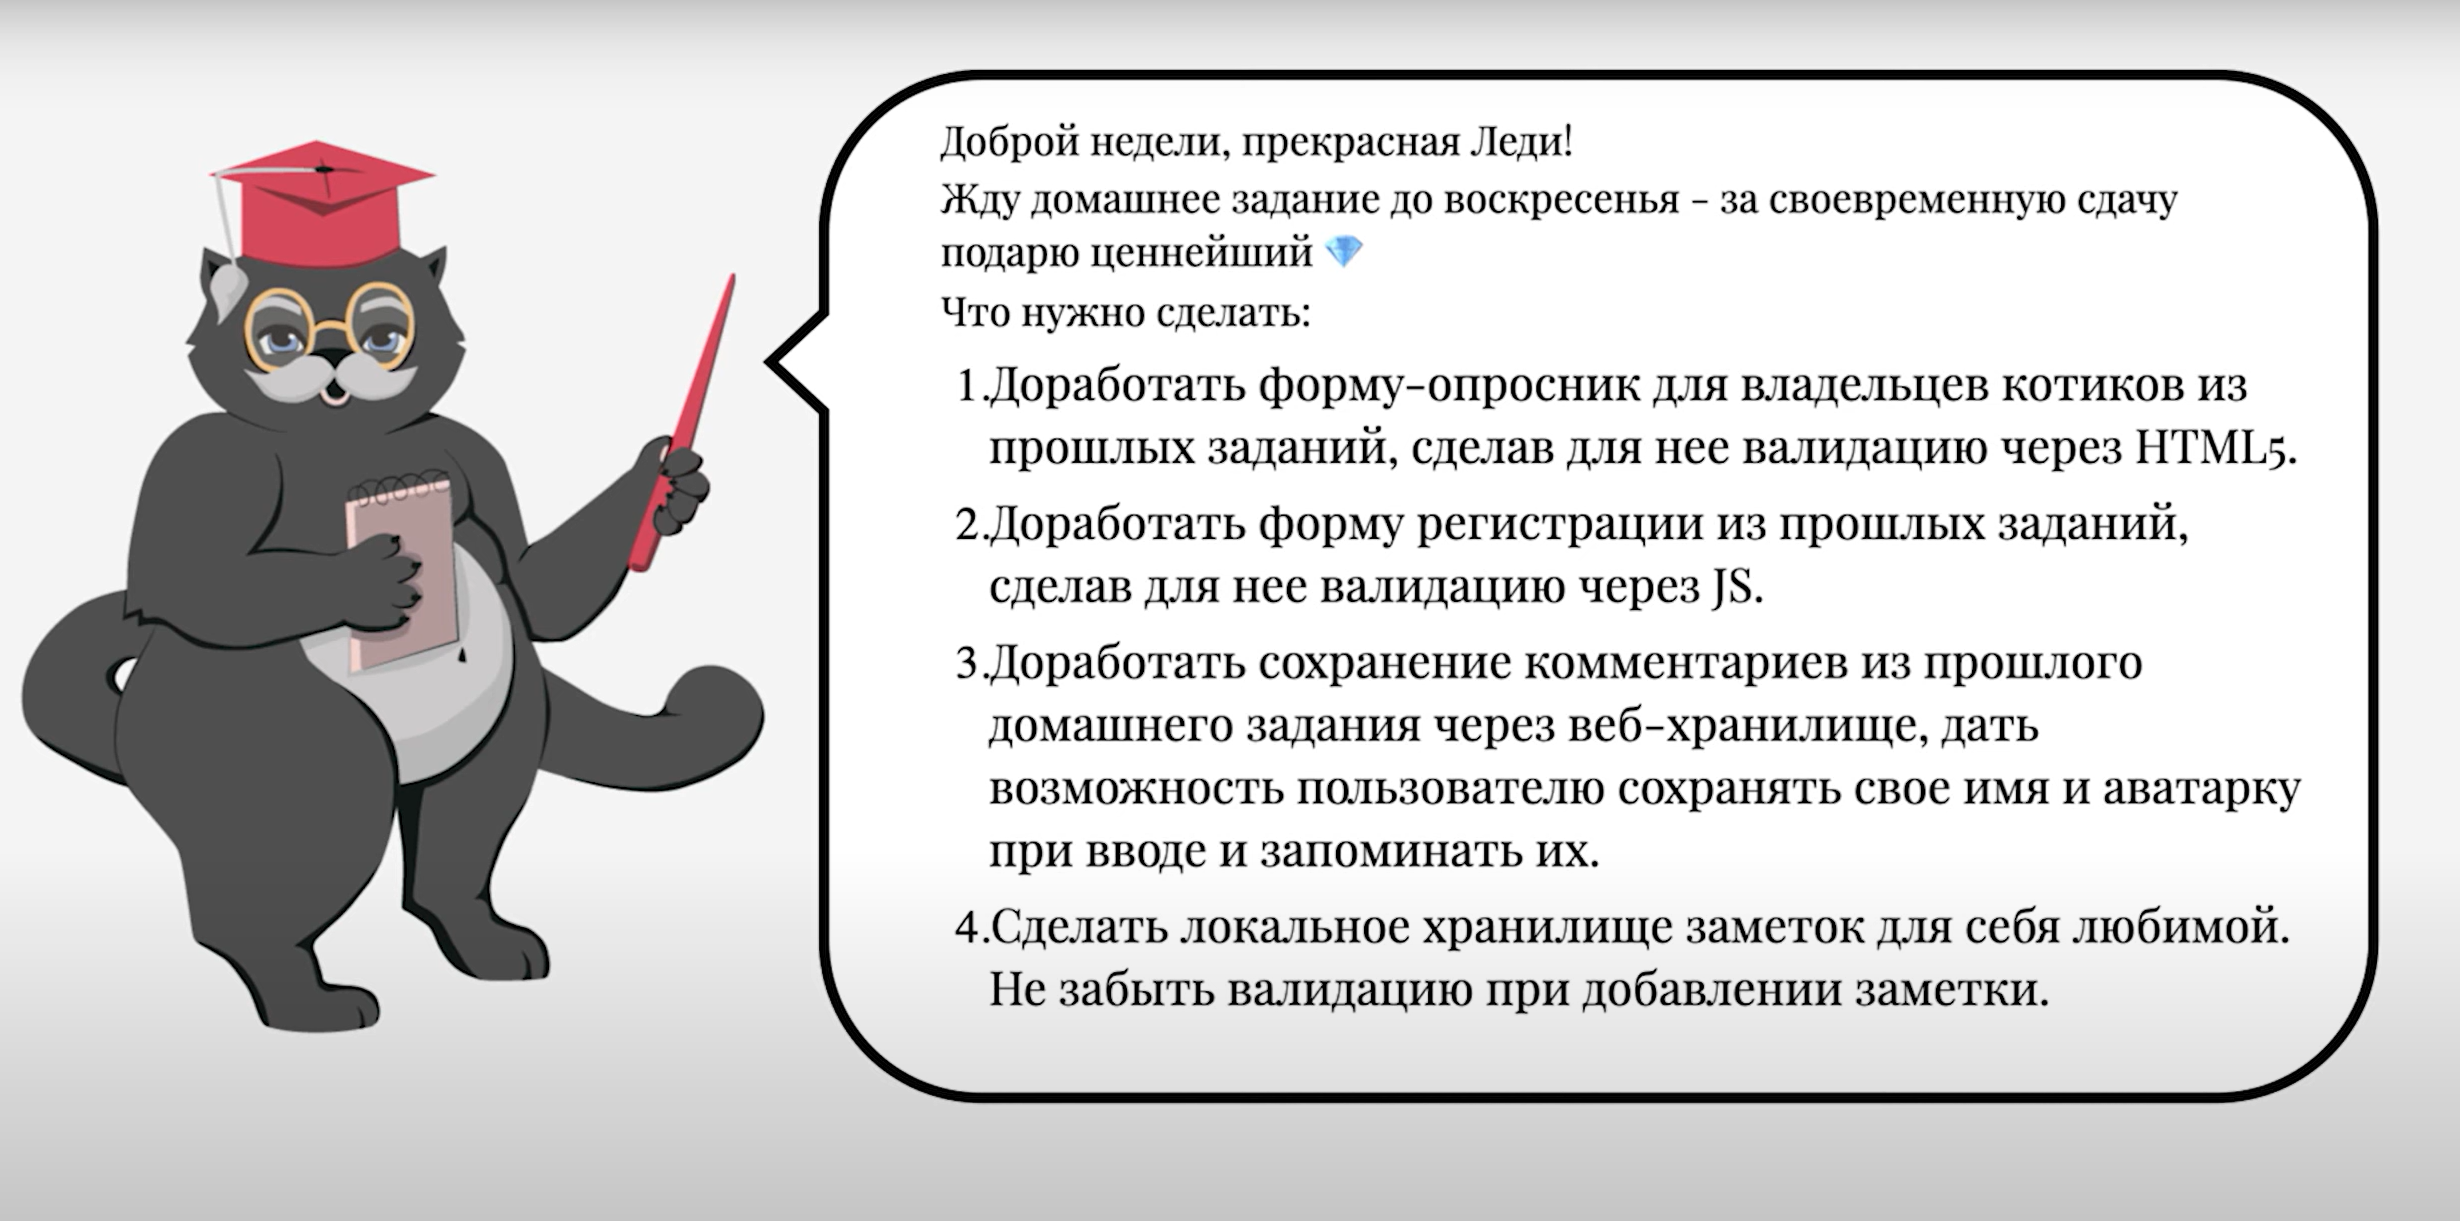 Доброй недели, прекрасная Леди!
Жду домашнее задание до воскресенья – за своевременную сдачу
подарю ценнейший 💎
Что нужно сделать:
1.Доработать форму-опросник для владельцев котиков из
прошлых заданий, сделав для нее валидацию через HTML5.
2.Доработать форму регистрации из прошлых заданий,
сделав для нее валидацию через JS.
3.Доработать сохранение комментариев из прошлого
домашнего задания через веб-хранилище, дать
возможность пользователю сохранять свое имя и аватарку
при вводе и запоминать их.
4.Сделать локальное хранилище заметок для себя любимой.
Не забыть валидацию при добавлении заметки.